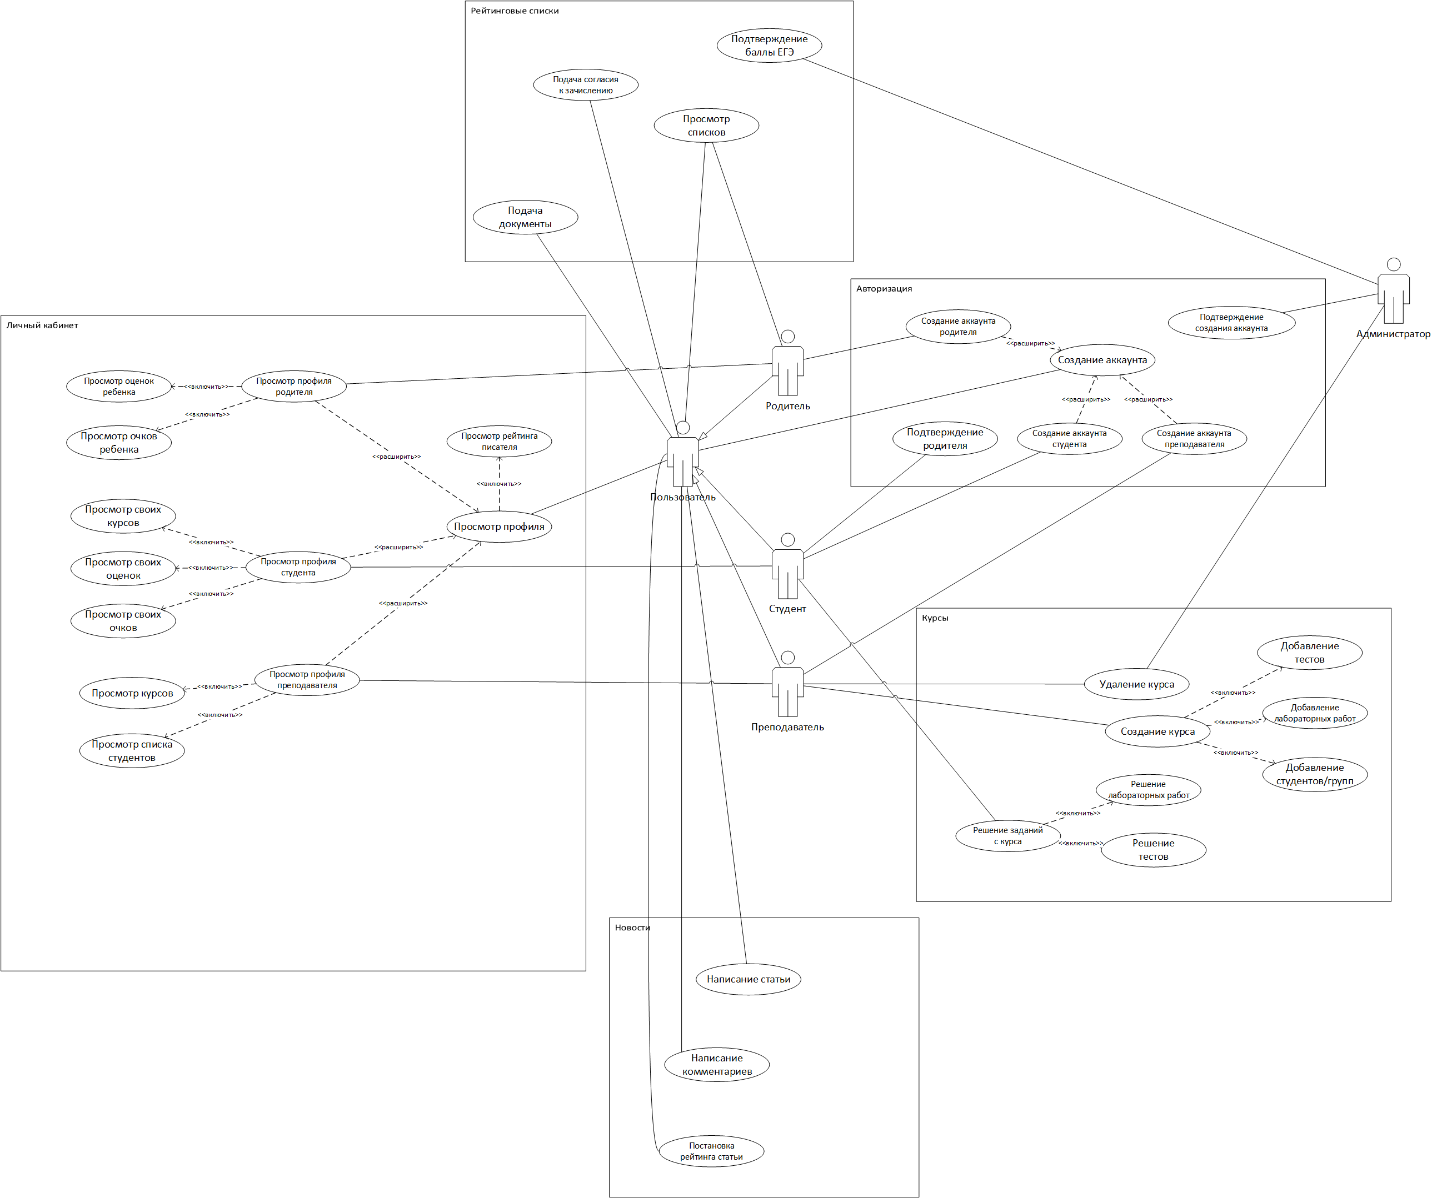 Рейтинговые списки
Подтверждение
баллы ЕГЭ
Подача согласия
к зачислению
Просмотр
списков
Подача
документы
Администратор
Авторизация
Создание аккаунта
родителя
Подтверждение
создания аккаунта
<<расширить>>
Создание аккаунта
<<расширить>>
<<расширить>>
Подтверждение
родителя
Создание аккаунта
студента
Создание аккаунта
преподавателя
Родитель
Пользователь
Студент
Преподаватель
Личный кабинет
Просмотр оценок
ребенка
<<включить>>
Просмотр профиля
родителя
<<включить>>
Просмотр очков
ребенка
<<расширить>>
Просмотр рейтинга
писателя
<<включить>>
Просмотр профиля
Просмотр своих
курсов
<<включить>>
<<расширить>>
Просмотр своих
оценок
<<включить>>
Просмотр профиля
студента
<<включить>>
Просмотр своих
очков
<<расширить>>
Просмотр профиля
преподавателя
Просмотр курсов
<<включить>>
<<включить>>
Просмотр списка
студентов
Курсы
Добавление
тестов
Удаление курса
<<включить>>
Добавление
лабораторных работ
Создание курса
<<включить>>
<<включить>>
Добавление
студентов/групп
Решение
лабораторных работ
<<включить>>
Решение заданий
с курса
<<включить>>
Решение
тестов
Новости
Написание статьи
Написание
комментариев
Постановка
рейтинга статьи